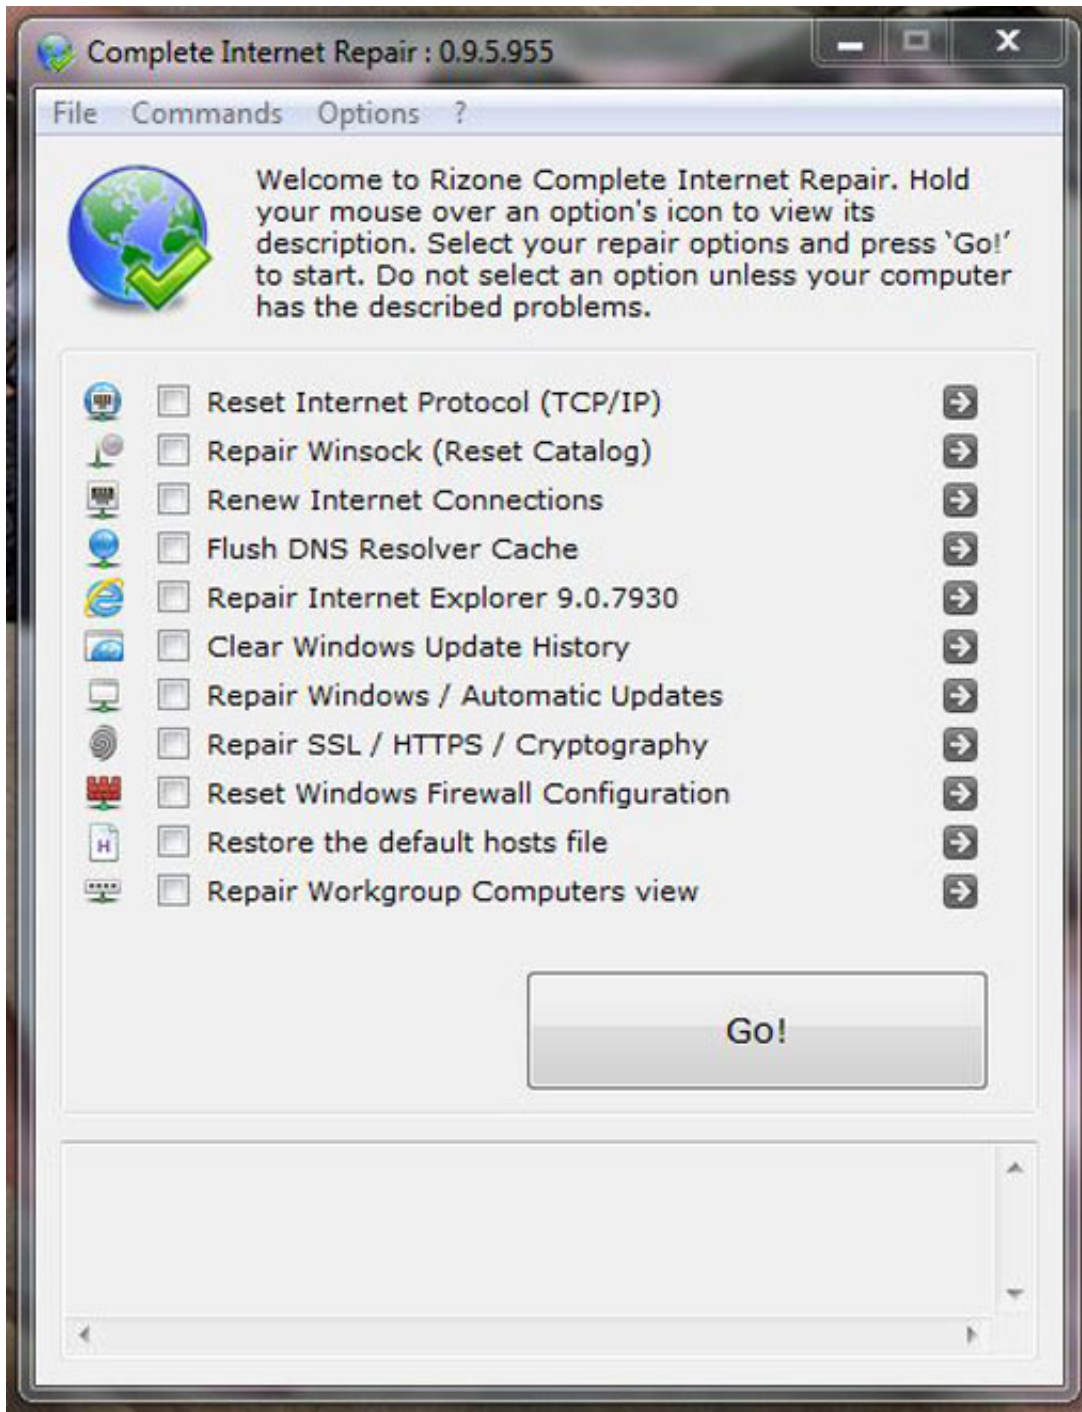 Complete Internet Repair : 0.9.5.955
File Commands Options ?
Welcome to Rizone Complete Internet Repair. Hold
your mouse over an option's icon to view its
description. Select your repair options and press `Go!’
to start. Do not select an option unless your computer
has the described problems.
Reset Internet Protocol (TCP/IP)
Repair Winsock (Reset Catalog)
Renew Internet Connections
Flush DNS Resolver Cache
Repair Internet Explorer 9.0.7930
Clear Windows Update History
Repair Windows / Automatic Updates
Repair SSL / HTTPS / Cryptography
Reset Windows Firewall Configuration
H Restore the default hosts file
Repair Workgroup Computers view
Go!